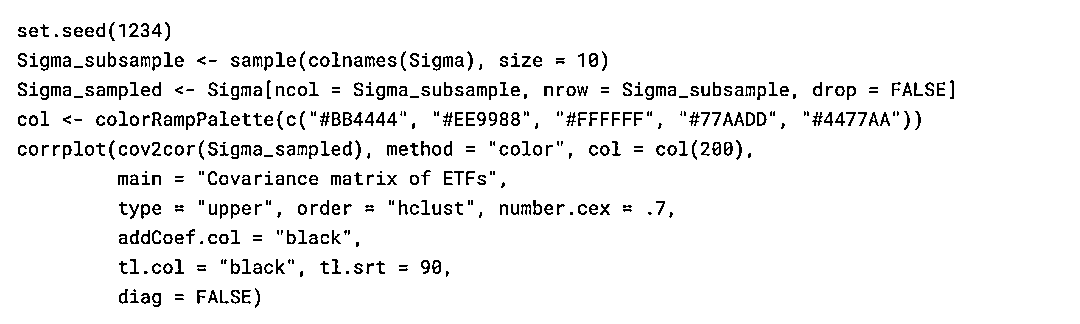 set.seed(1234)
Sigma_subsample <- sample(colnames(Sigma), size = 10)
Sigma_sampled <- Sigma[ncol = Sigma_subsample, nrow = Sigma_subsample, drop = FALSE]
col <- colorRampPalette(c("#BB4444", "#EE9988", "#FFFFFF", "#77AADD", "#4477AA"))
corrplot(cov2cor(Sigma_sampled), method = "color", col = col(200),
         main = "Covariance matrix of ETFs",
         type = "upper", order = "hclust", number.cex = .7,
         addCoef.col = "black",
         tl.col = "black", tl.srt = 90,
         diag = FALSE)